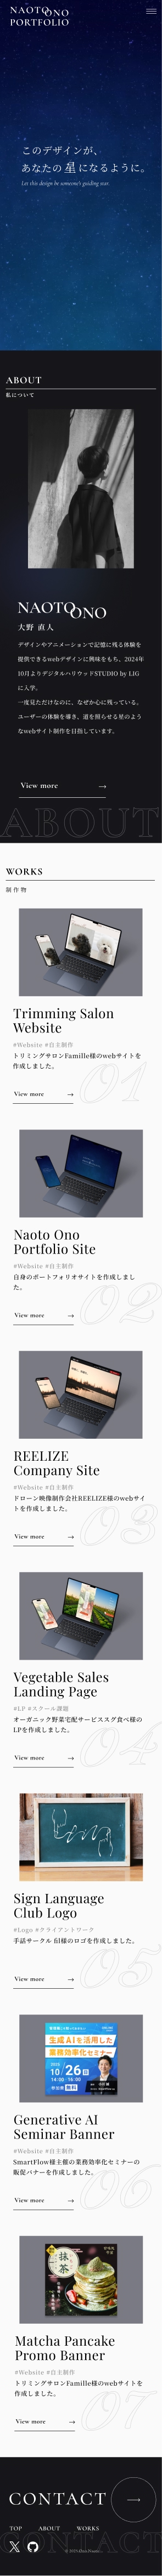 NAOTO ONO
PORTFOLIO
このデザインが、
あなたの 星 になるように。
Let this design be someone's guiding star.
ABOUT
私について
NAOTO ONO
大野 直人
デザインやアニメーションで記憶に残る体験を
提供できるwebデザインに興味をもち、2024年
10月よりデジタルハリウッドSTUDIO by LIG
に入学。
一度見ただけなのに、なぜか心に残っている。
ユーザーの体験を導き、道を照らせる星のよう
なwebサイト制作を目指しています。
View more
ABOUT
WORKS
制作物
Trimming Salon
Website
#Website #自主制作
トリミングサロンFamille様のwebサイトを
作成しました。
View more
01
Naoto Ono
Portfolio Site
#Website #自主制作
自身のポートフォリオサイトを作成しまし
た。
View more
02
REELIZE
Company Site
#Website #自主制作
ドローン映像制作会社REELIZE様のwebサイ
トを作成しました。
View more
03
Vegetable Sales
Landing Page
#LP #スクール課題
オーガニック野菜宅配サービススグ食べ様の
LPを作成しました。
View more
04
Sign Language
Club Logo
#Logo #クライアントワーク
手話サークル 結様のロゴを作成しました。
View more
05
Generative AI
Seminar Banner
#Website #自主制作
SmartFlow様主催の業務効率化セミナーの
販促バナーを作成しました。
View more
06
生成AIを活用した
業務効率化セミナー
10/26
Matcha Pancake
Promo Banner
#Website #自主制作
トリミングサロンFamille様のwebサイトを
作成しました。
View more
07
抹茶
CONTACT
TOP ABOUT WORKS
CONTACT